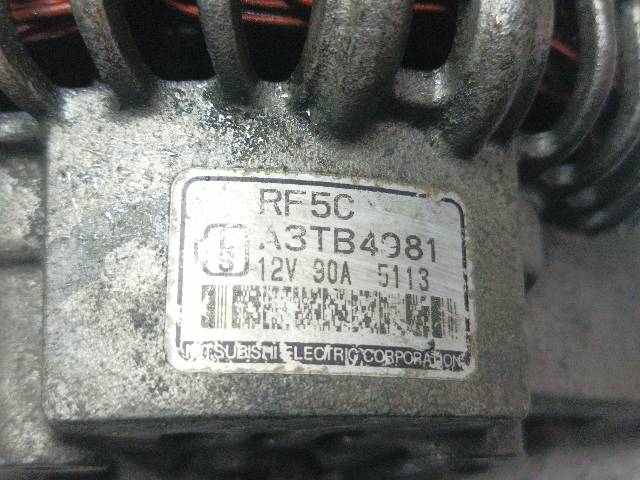 RF5C
A3TB4981
L
S
12V 90A 5113
MITSUBISHI ELECTRIC CORPORATION